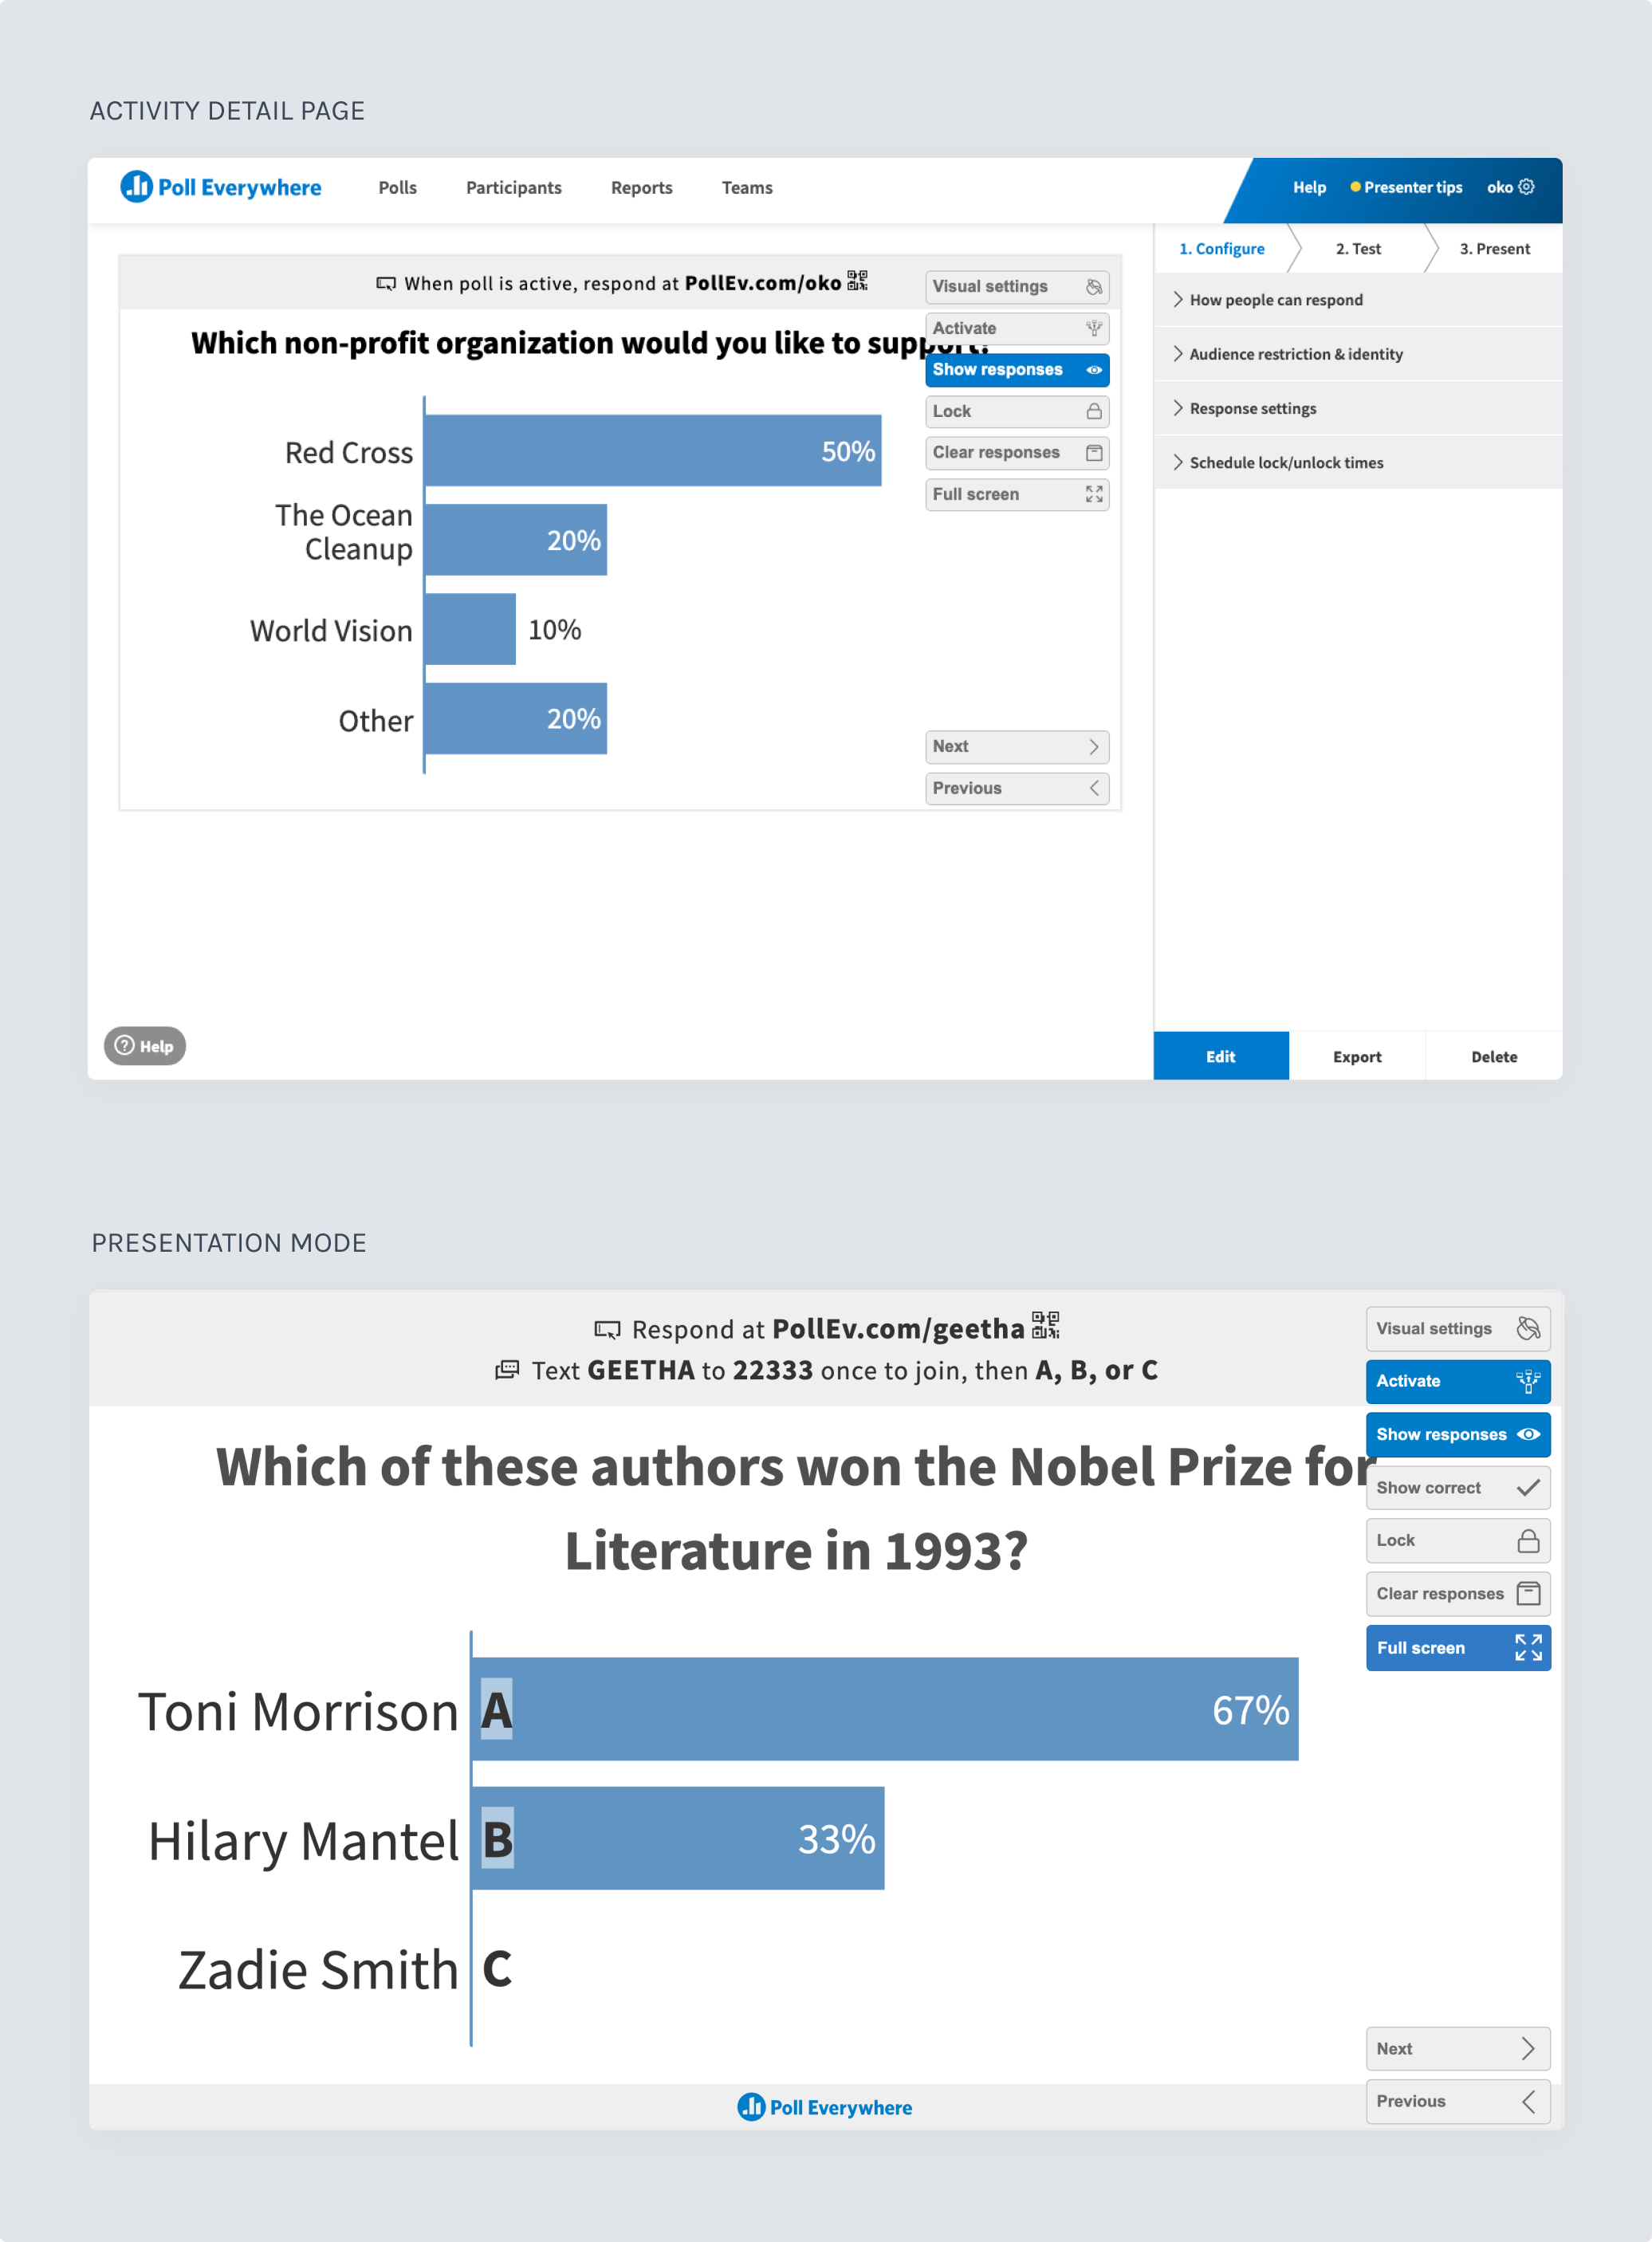 ACTIVITY DETAIL PAGE
Poll Everywhere
Polls
Participants
Reports
Teams
Help
Presenter tips
oko
When poll is active, respond at PollEv.com/oko
Which non-profit organization would you like to support?
Red Cross
50%
The Ocean
Cleanup
20%
World Vision
10%
Other
20%
Visual settings
Activate
Show responses
Lock
Clear responses
Full screen
Next
Previous
1. Configure
2. Test
3. Present
How people can respond
Audience restriction & identity
Response settings
Schedule lock/unlock times
Help
Edit
Export
Delete
PRESENTATION MODE
Respond at PollEv.com/geetha
Text GEETHA to 22333 once to join, then A, B, or C
Which of these authors won the Nobel Prize for
Literature in 1993?
Toni Morrison
A
67%
Hilary Mantel
B
33%
Zadie Smith
C
Visual settings
Activate
Show responses
Show correct
Lock
Clear responses
Full screen
Next
Previous
Poll Everywhere